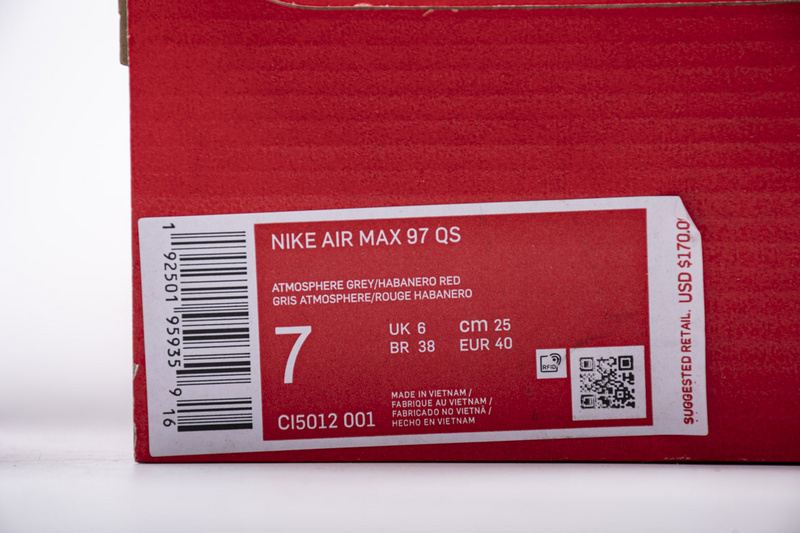 1 92501 95935 9 16
NIKE AIR MAX 97 QS
ATMOSPHERE GREY/HABANERO RED
GRIS ATMOSPHERE/ROUGE HABANERO
7
UK 6 cm 25
BR 38 EUR 40
RFID
CI5012 001
MADE IN VIETNAM /
FABRIQUE AU VIETNAM /
FABRICADO NO VIETNÃ /
HECHO EN VIETNAM
SUGGESTED RETAIL. USD $170.0